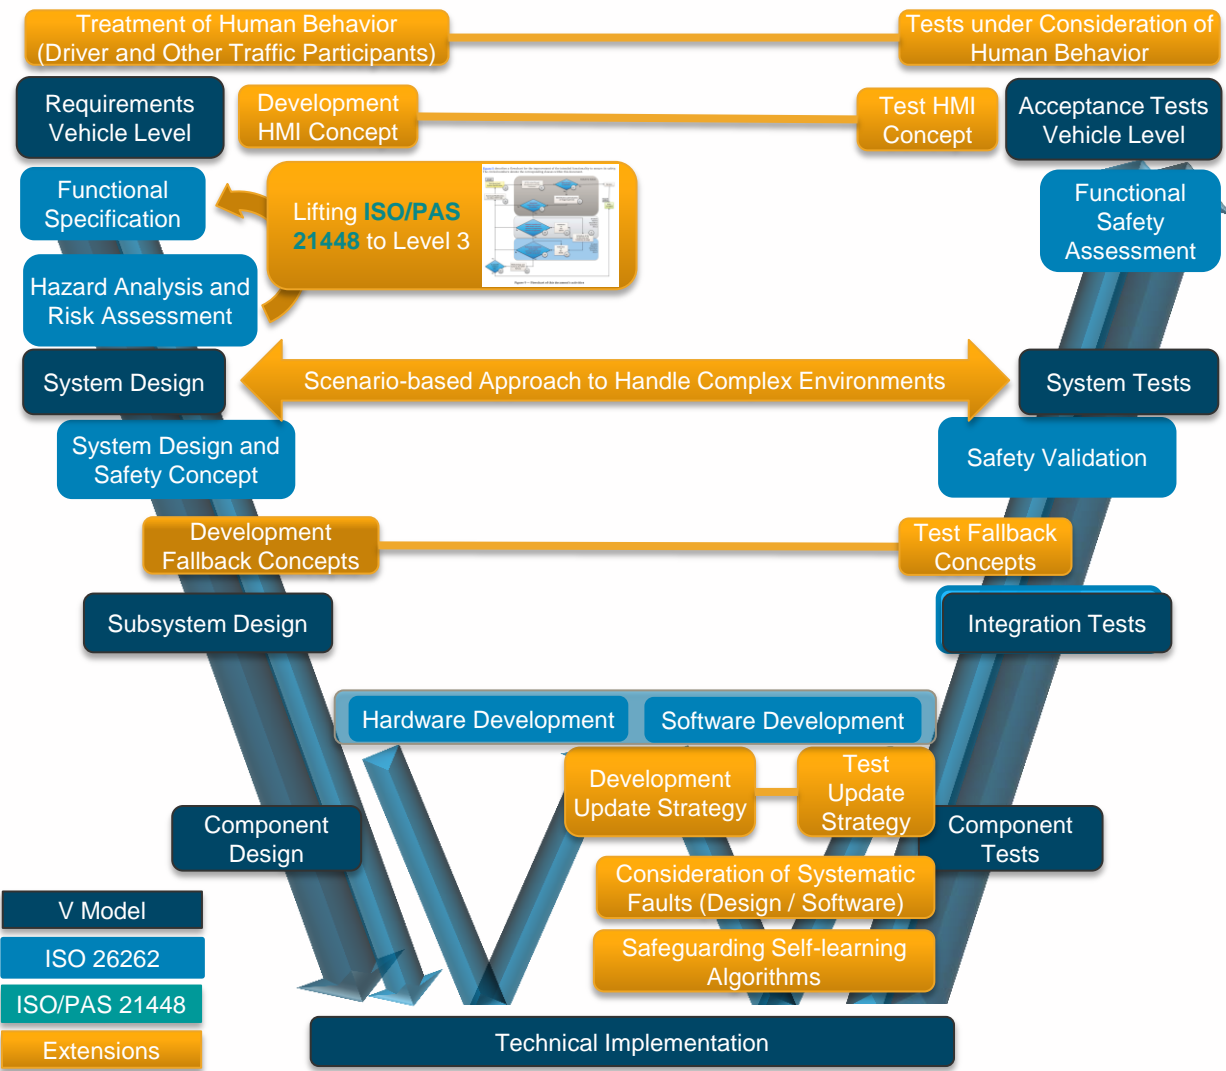 Treatment of Human Behavior
(Driver and Other Traffic Participants)
Tests under Consideration of
Human Behavior
Requirements
Vehicle Level
Development
HMI Concept
Test HMI
Concept
Acceptance Tests
Vehicle Level
Functional
Specification
Lifting ISO/PAS
21448 to Level 3
Functional
Safety
Assessment
Hazard Analysis and
Risk Assessment
System Design
Scenario-based Approach to Handle Complex Environments
System Tests
System Design and
Safety Concept
Safety Validation
Development
Fallback Concepts
Test Fallback
Concepts
Subsystem Design
Integration Tests
Hardware Development
Software Development
Development
Update Strategy
Test
Update
Strategy
Component
Design
Component
Tests
Consideration of Systematic
Faults (Design / Software)
Safeguarding Self-learning
Algorithms
V Model
ISO 26262
ISO/PAS 21448
Extensions
Technical Implementation